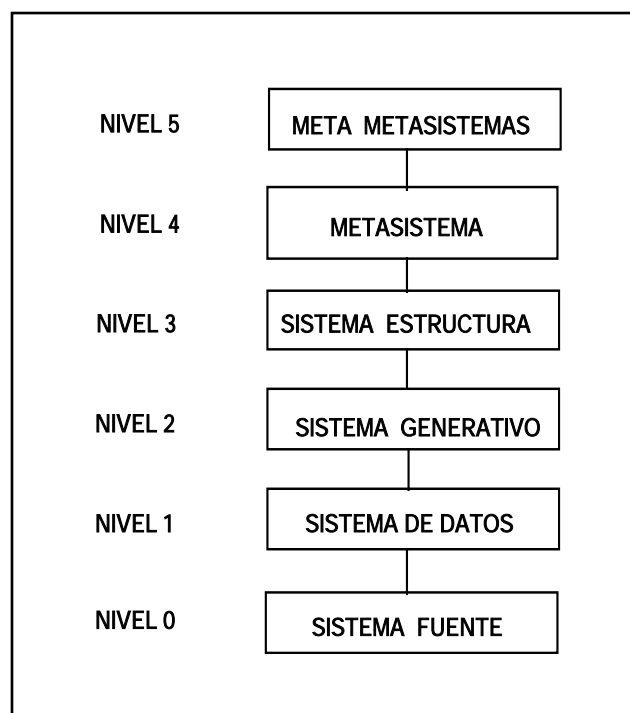 NIVEL 5 META METASISTEMAS
NIVEL 4 METASISTEMA
NIVEL 3 SISTEMA ESTRUCTURA
NIVEL 2 SISTEMA GENERATIVO
NIVEL 1 SISTEMA DE DATOS
NIVEL 0 SISTEMA FUENTE